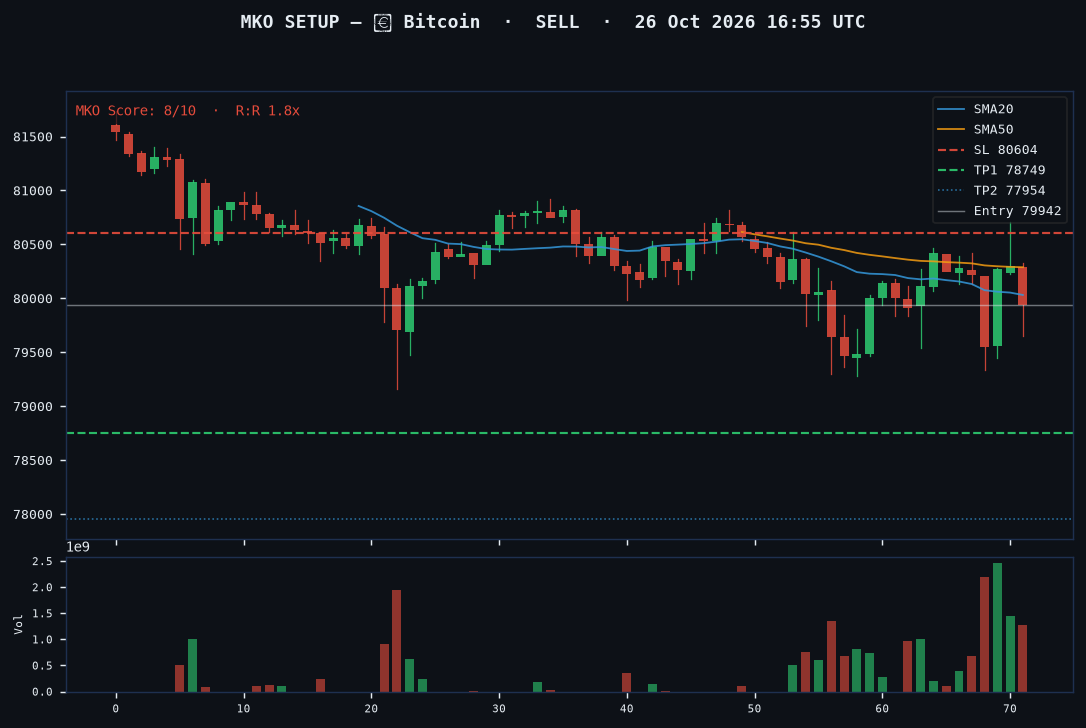 MKO SETUP — Bitcoin · SELL · 26 Oct 2026 16:55 UTC
MKO Score: 8/10 · R:R 1.8x
SMA20
SMA50
SL 80604
TP1 78749
TP2 77954
Entry 79942
81500
81000
80500
80000
79500
79000
78500
78000
1e9
2.5
2.0
1.5
1.0
0.5
0.0
Vol
0 10 20 30 40 50 60 70